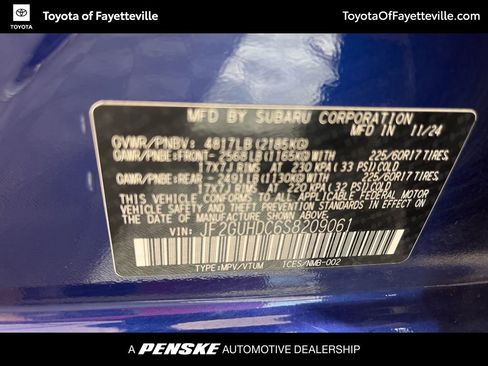 Toyota of Fayetteville
ToyotaOfFayetteville.com
TOYOTA
MFD BY SUBARU CORPORATION
GVWR/PNBV: 4817LB (2185KG) IN 11/24
GAWR/PNBE:FRONT- 2568LB(1165KG)WITH 225/60R17 TIRES,
17X7J RIMS AT 230 KPA (33 PSI)COLD
GAWR/PNBE:REAR - 2491LB(1130KG)WITH 225/60R17 TIRES,
17X7J RIMS AT 220 KPA(32 PSI)COLD
THIS VEHICLE CONFORMS TO ALL APPLICABLE
U.S. FEDERAL MOTOR VEHICLE SAFETY, BUMPER
AND THEFT PREVENTION STANDARDS IN EFFECT ON
THE DATE OF MANUFACTURE SHOWN ABOVE.
VIN: JF2GUHDC6S8209061
TYPE:MPV/VTUM ICES/NMB-002
A PENSKE AUTOMOTIVE DEALERSHIP